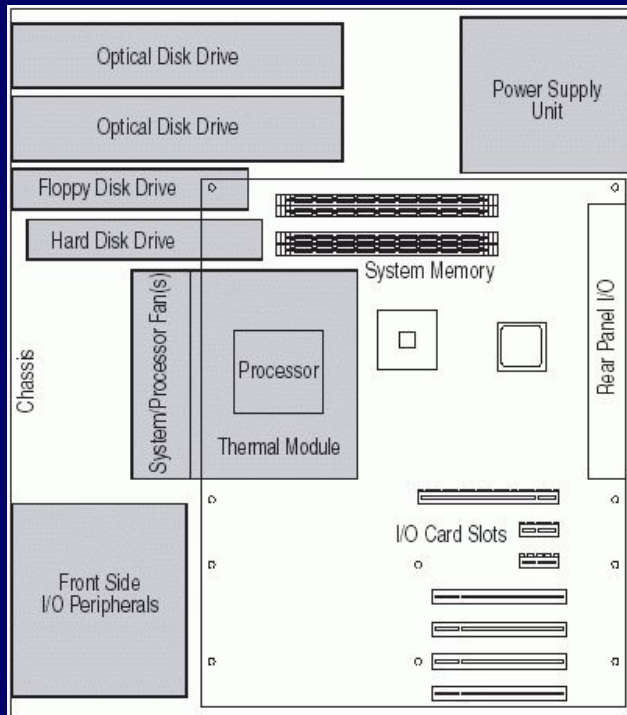 Optical Disk Drive
Power Supply
Unit
Optical Disk Drive
Floppy Disk Drive
Hard Disk Drive
System Memory
Rear Panel I/O
System/Processor Fan(s)
Chassis
Processor
Thermal Module
I/O Card Slots
Front Side
I/O Peripherals